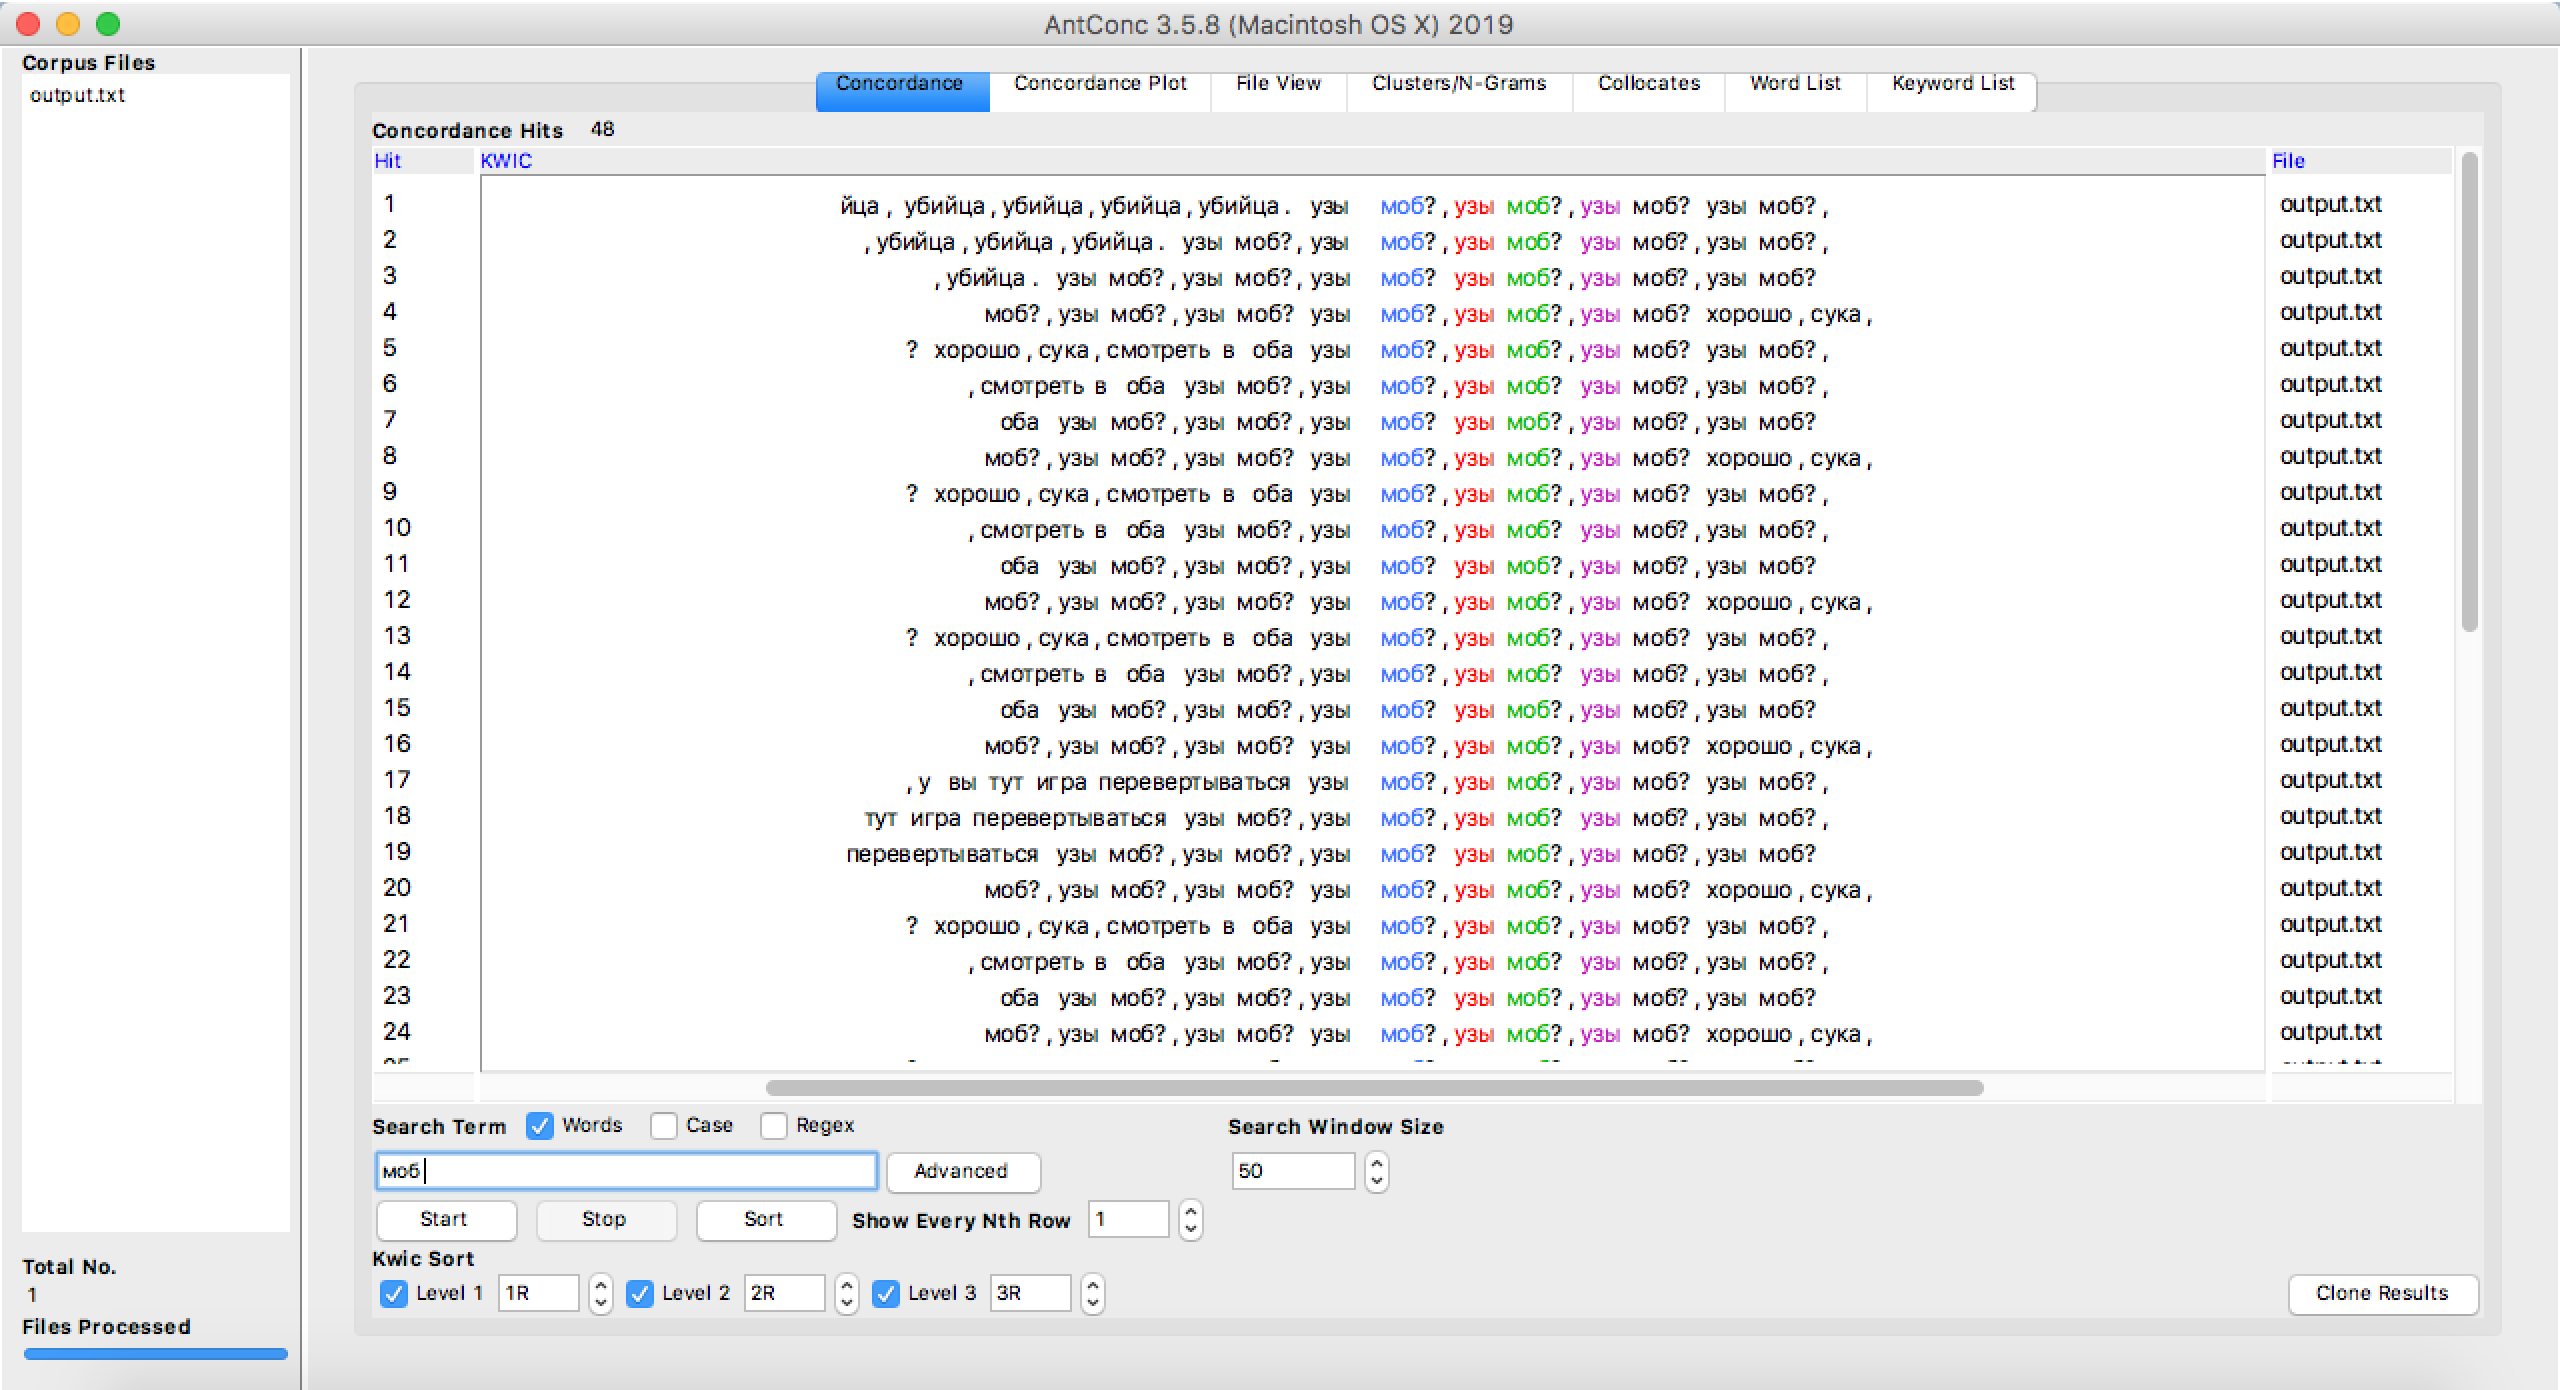 AntConc 3.5.8 (Macintosh OS X) 2019
Corpus Files
output.txt
Concordance Concordance Plot File View Clusters/N-Grams Collocates Word List Keyword List
Concordance Hits 48
Hit KWIC File
1 йца, убийца,убийца,убийца,убийца. узы моб?,узы моб?,узы моб? узы моб?, output.txt
2 ,убийца,убийца,убийца. узы моб?,узы моб?,узы моб? узы моб?,узы моб?, output.txt
3 ,убийца. узы моб?,узы моб?,узы моб? узы моб?,узы моб?,узы моб? output.txt
4 моб?,узы моб?,узы моб? узы моб?,узы моб?,узы моб? хорошо,сука, output.txt
5 ? хорошо,сука,смотреть в оба узы моб?,узы моб?,узы моб? узы моб?, output.txt
6 ,смотреть в оба узы моб?,узы моб?,узы моб? узы моб?,узы моб?, output.txt
7 оба узы моб?,узы моб?,узы моб? узы моб?,узы моб?,узы моб? output.txt
8 моб?,узы моб?,узы моб? узы моб?,узы моб?,узы моб? хорошо,сука, output.txt
9 ? хорошо,сука,смотреть в оба узы моб?,узы моб?,узы моб? узы моб?, output.txt
10 ,смотреть в оба узы моб?,узы моб?,узы моб? узы моб?,узы моб?, output.txt
11 оба узы моб?,узы моб?,узы моб? узы моб?,узы моб?,узы моб? output.txt
12 моб?,узы моб?,узы моб? узы моб?,узы моб?,узы моб? хорошо,сука, output.txt
13 ? хорошо,сука,смотреть в оба узы моб?,узы моб?,узы моб? узы моб?, output.txt
14 ,смотреть в оба узы моб?,узы моб?,узы моб? узы моб?,узы моб?, output.txt
15 оба узы моб?,узы моб?,узы моб? узы моб?,узы моб?,узы моб? output.txt
16 моб?,узы моб?,узы моб? узы моб?,узы моб?,узы моб? хорошо,сука, output.txt
17 ,у вы тут игра перевертываться узы моб?,узы моб?,узы моб? узы моб?, output.txt
18 тут игра перевертываться узы моб?,узы моб?,узы моб? узы моб?,узы моб?, output.txt
19 перевертываться узы моб?,узы моб?,узы моб? узы моб?,узы моб?,узы моб? output.txt
20 моб?,узы моб?,узы моб? узы моб?,узы моб?,узы моб? хорошо,сука, output.txt
21 ? хорошо,сука,смотреть в оба узы моб?,узы моб?,узы моб? узы моб?, output.txt
22 ,смотреть в оба узы моб?,узы моб?,узы моб? узы моб?,узы моб?, output.txt
23 оба узы моб?,узы моб?,узы моб? узы моб?,узы моб?,узы моб? output.txt
24 моб?,узы моб?,узы моб? узы моб?,узы моб?,узы моб? хорошо,сука, output.txt
Search Term Words Case Regex Search Window Size
моб Advanced 50
Start Stop Sort Show Every Nth Row 1
Kwic Sort
Level 1 1R Level 2 2R Level 3 3R Clone Results
Total No.
1
Files Processed